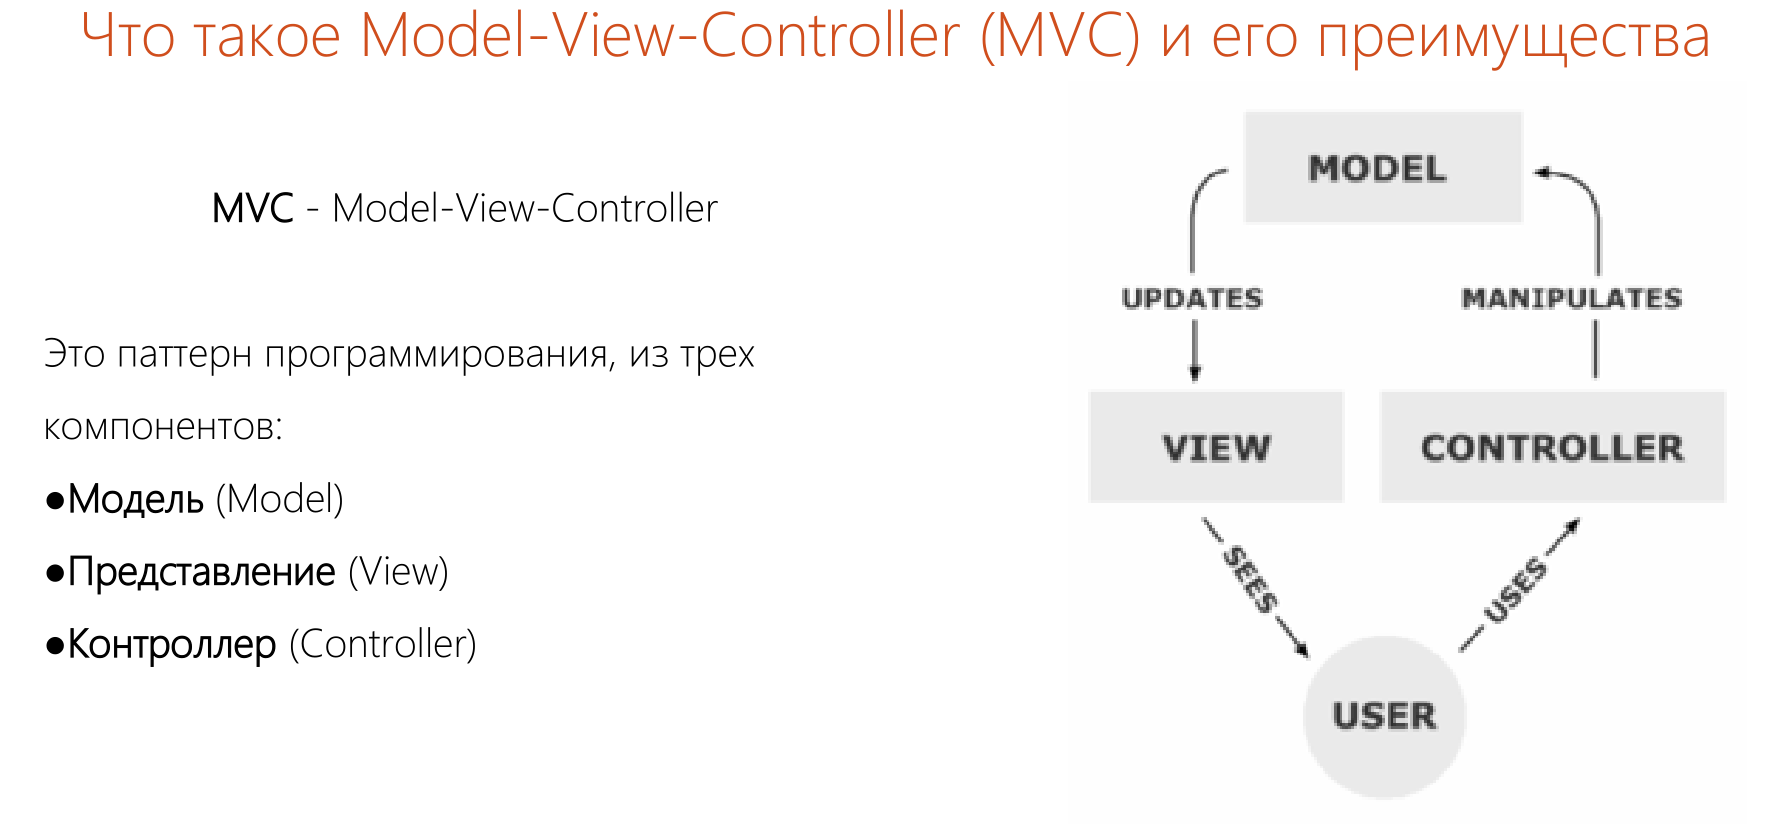 Что такое Model-View-Controller (MVC) и его преимущества
MVC - Model-View-Controller
Это паттерн программирования, из трех
компонентов:
●Модель (Model)
●Представление (View)
●Контроллер (Controller)
MODEL
UPDATES
MANIPULATES
VIEW
CONTROLLER
SEES
USES
USER